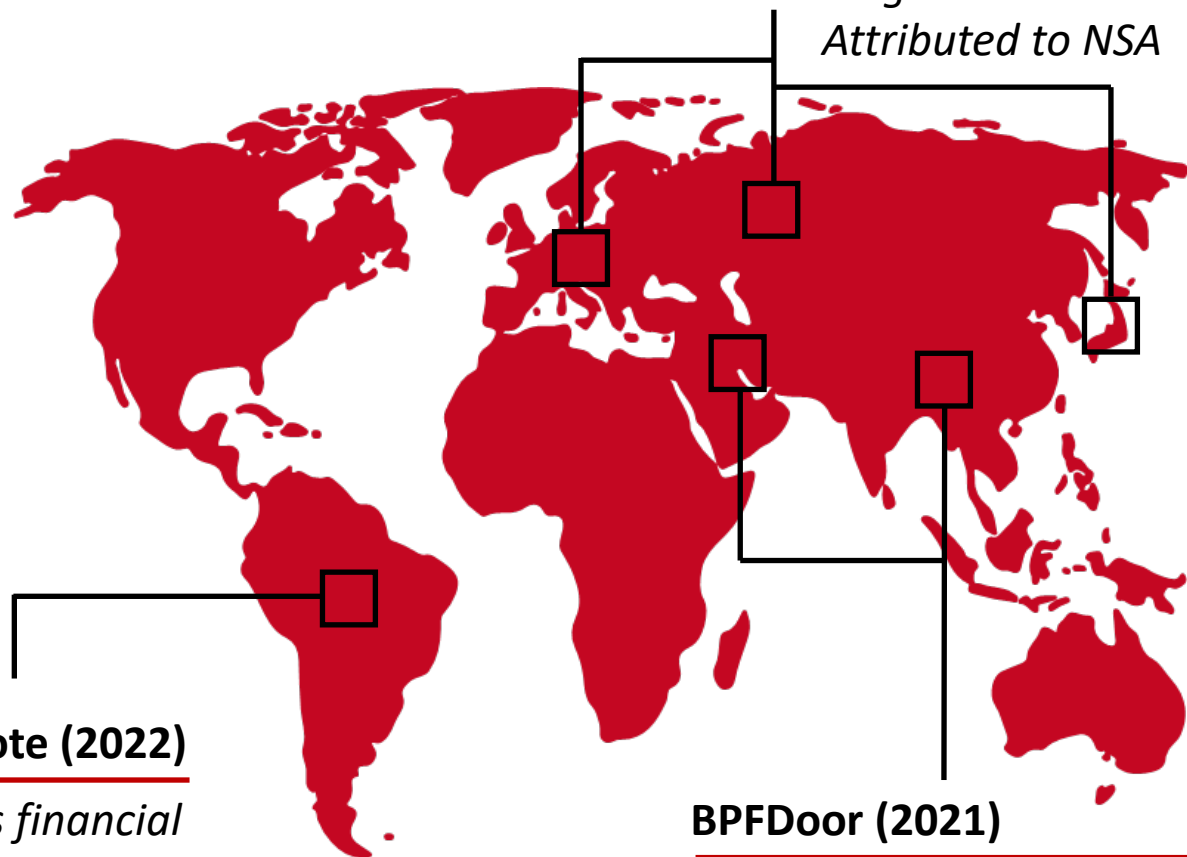 Attributed to NSA
ote (2022)
s financial
BPFDoor (2021)